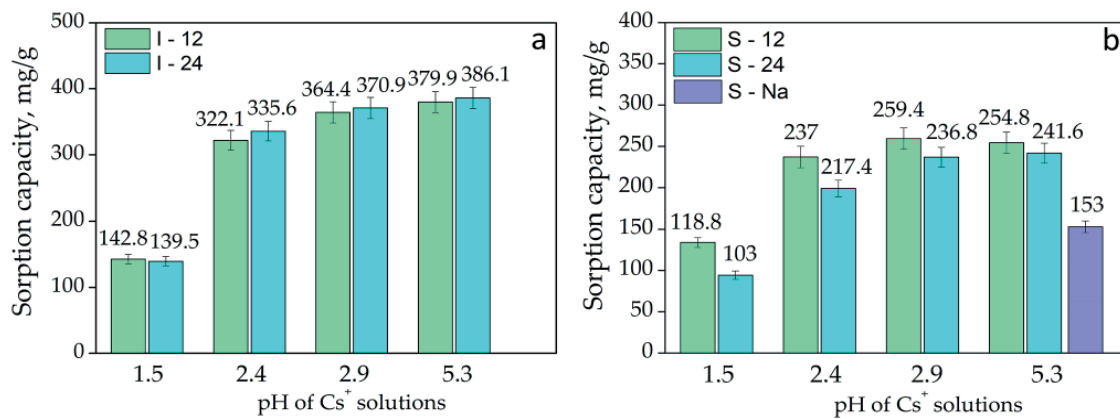 a
I - 12
I - 24
Sorption capacity, mg/g
500
400
300
200
100
0
142.8 139.5
322.1 335.6
364.4 370.9
379.9 386.1
1.5 2.4 2.9 5.3
pH of Cs⁺ solutions
b
S - 12
S - 24
S - Na
Sorption capacity, mg/g
400
350
300
250
200
150
100
50
0
118.8 103
237 217.4
259.4 236.8
254.8 241.6 153
1.5 2.4 2.9 5.3
pH of Cs⁺ solutions